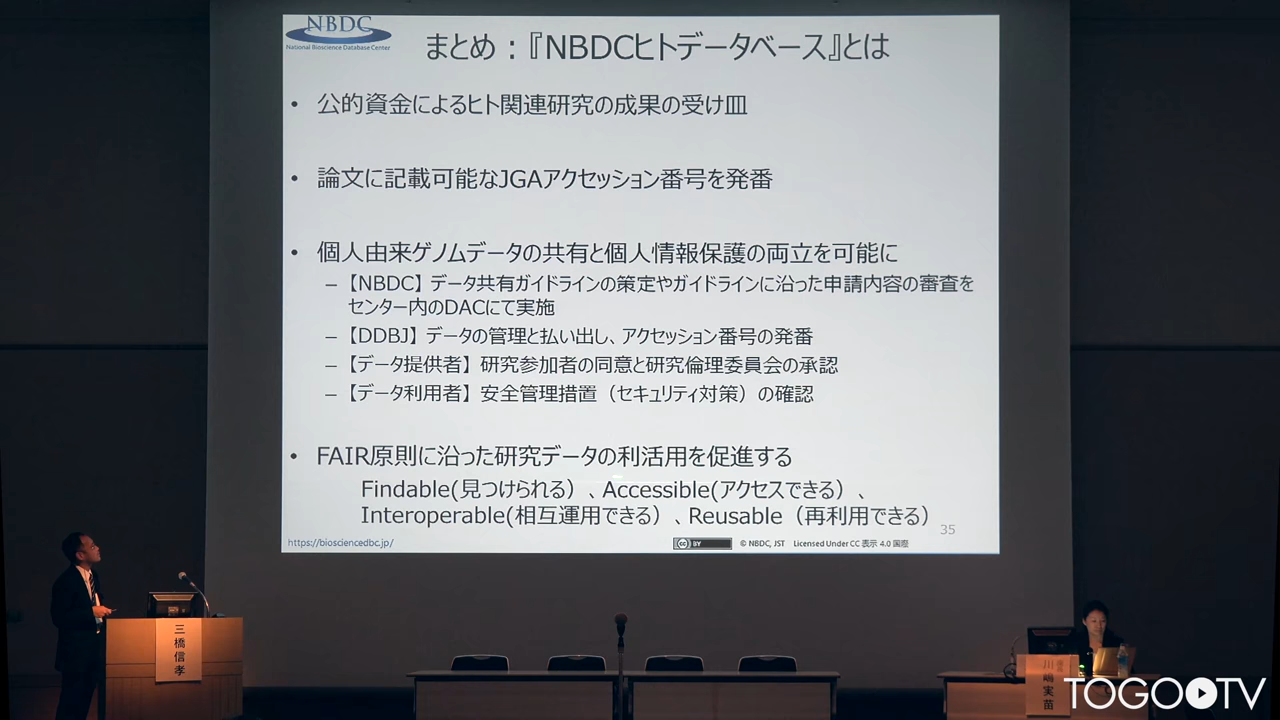 NBDC
National Bioscience Database Center
まとめ：『NBDCヒトデータベース』とは
• 公的資金によるヒト関連研究の成果の受け皿
• 論文に記載可能なJGAアクセッション番号を発番
• 個人由来ゲノムデータの共有と個人情報保護の両立を可能に
– 【NBDC】データ共有ガイドラインの策定やガイドラインに沿った申請内容の審査を
センター内のDACにて実施
– 【DDBJ】データの管理と払い出し、アクセッション番号の発番
– 【データ提供者】研究参加者の同意と研究倫理委員会の承認
– 【データ利用者】安全管理措置（セキュリティ対策）の確認
• FAIR原則に沿った研究データの利活用を促進する
Findable(見つけられる）、Accessible(アクセスできる）、
Interoperable(相互運用できる）、Reusable（再利用できる）
35
https://biosciencedbc.jp/
cc BY
© NBDC, JST Licensed Under CC 表示 4.0 国際
三橋信孝
川嶋実苗
TOGOTV